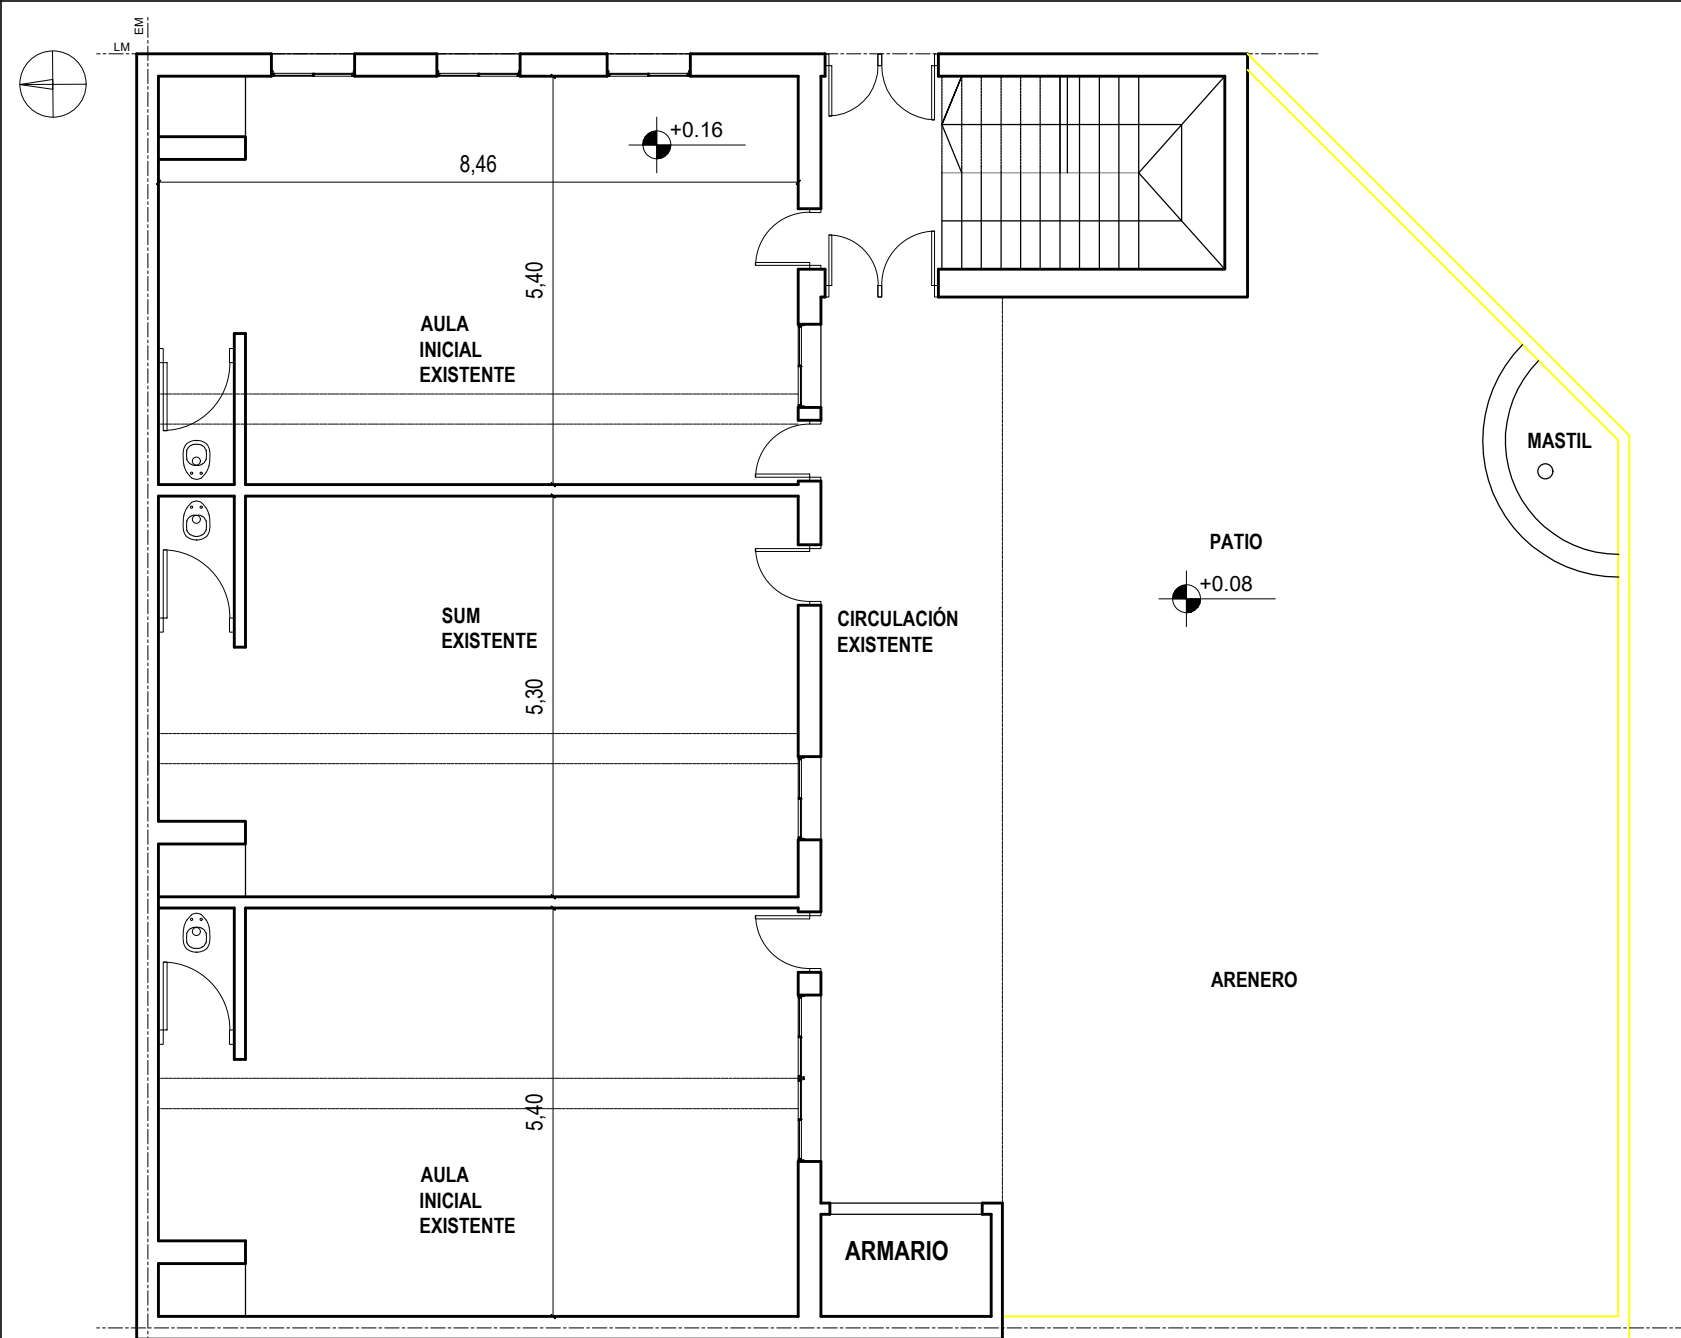 EM
LM
+0.16
8,46
5,40
AULA
INICIAL
EXISTENTE
MASTIL
PATIO
+0.08
SUM
EXISTENTE
CIRCULACIÓN
EXISTENTE
5,30
ARENERO
5,40
AULA
INICIAL
EXISTENTE
ARMARIO